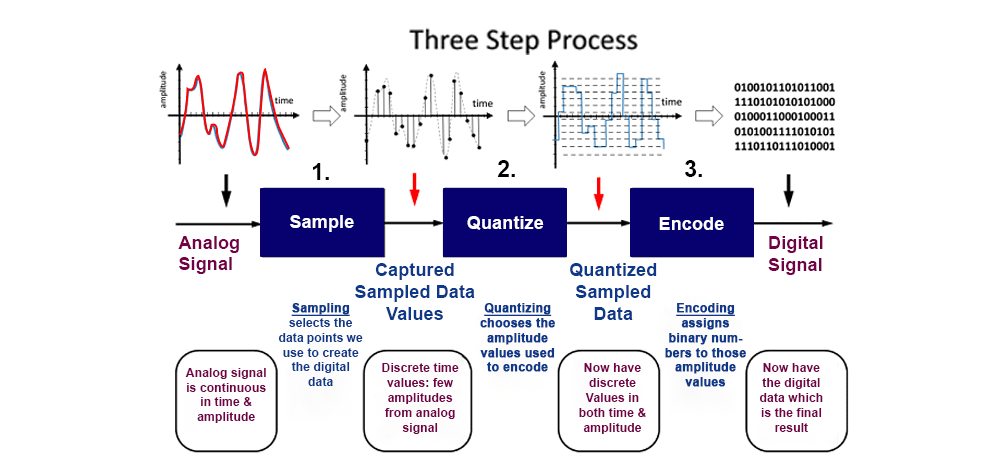 Three Step Process
amplitude
time
amplitude
time
amplitude
time
0100101101011001
1110101010101000
0100011000100011
0101001111010101
1110110111010001
1.
2.
3.
Sample
Quantize
Encode
Analog
Signal
Captured
Sampled Data
Values
Quantized
Sampled
Data
Digital
Signal
Sampling
selects the
data points we
use to create
the digital
data
Quantizing
chooses the
amplitude
values used
to encode
Encoding
assigns
binary num-
bers to those
amplitude
values
Analog signal
is continuous
in time &
amplitude
Discrete time
values: few
amplitudes
from analog
signal
Now have
discrete
Values in
both time &
amplitude
Now have
the digital
data which
is the final
result